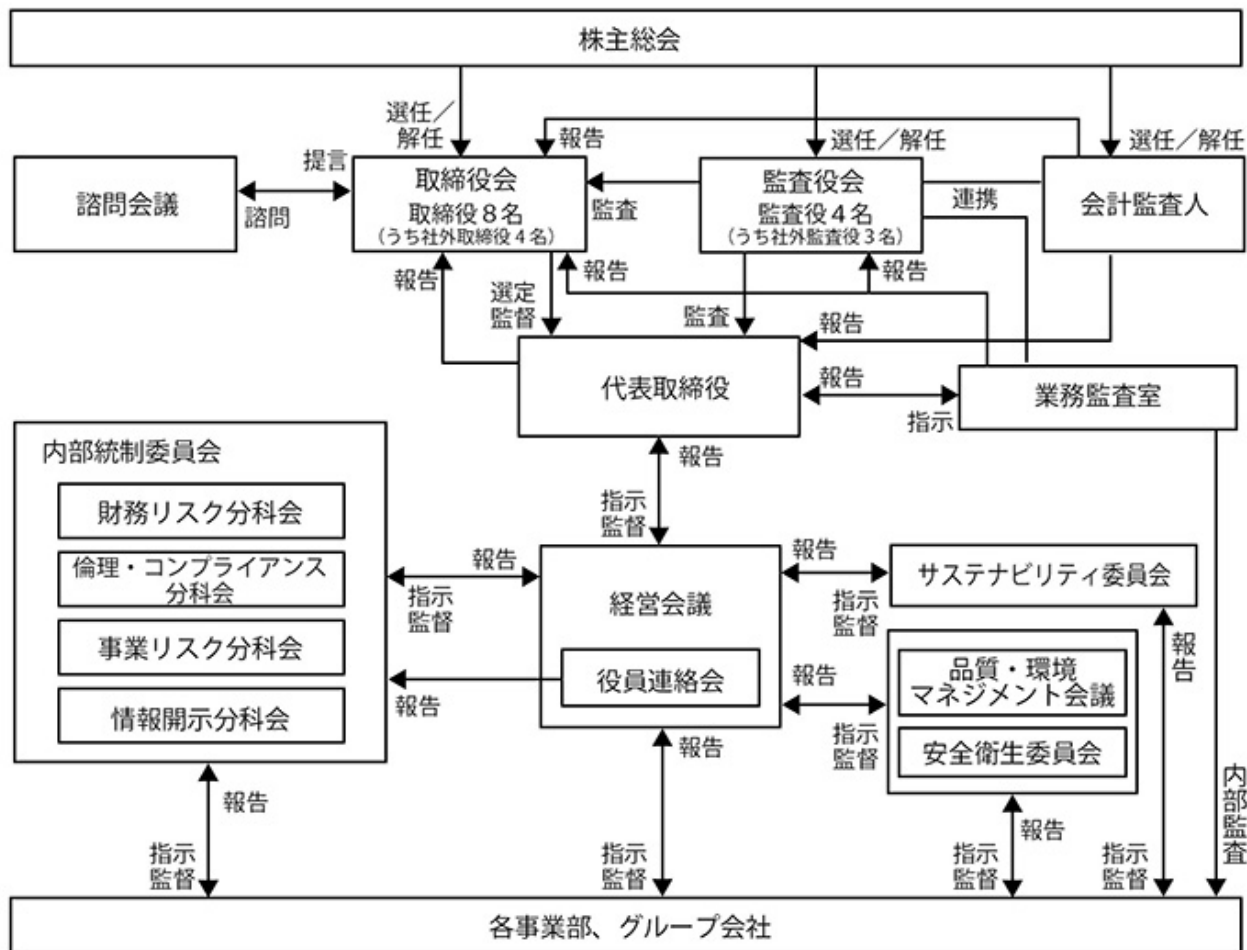 株主総会
選任/
解任
報告
選任/解任
選任/解任
諮問会議
提言
諮問
取締役会
取締役8名
(うち社外取締役4名)
監査
監査役会
監査役4名
(うち社外監査役3名)
連携
会計監査人
報告
選定
監督
報告
監査
報告
報告
代表取締役
報告
指示
業務監査室
報告
指示
監督
内部統制委員会
財務リスク分科会
倫理・コンプライアンス
分科会
事業リスク分科会
情報開示分科会
報告
指示
監督
報告
経営会議
役員連絡会
報告
指示
監督
サステナビリティ委員会
報告
指示
監督
品質・環境
マネジメント会議
安全衛生委員会
報告
指示
監督
報告
指示
監督
報告
指示
監督
報告
指示
監督
内部監査
各事業部、グループ会社